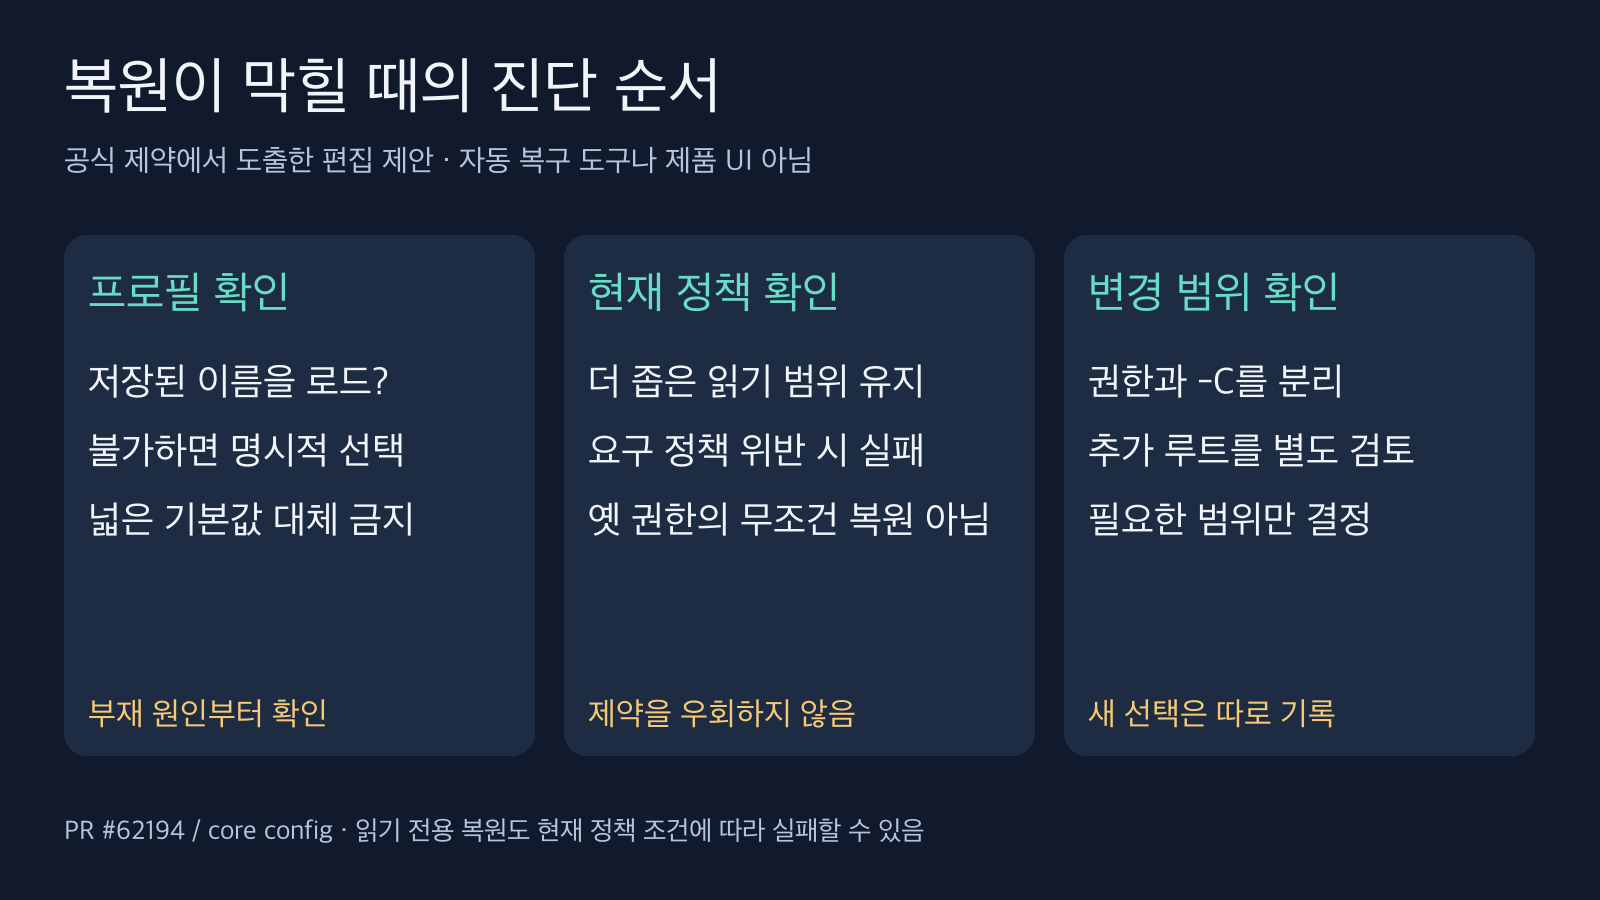 복원이 막힐 때의 진단 순서
공식 제약에서 도출한 편집 제안 · 자동 복구 도구나 제품 UI 아님
프로필 확인
저장된 이름을 로드?
불가하면 명시적 선택
넓은 기본값 대체 금지
부재 원인부터 확인
현재 정책 확인
더 좁은 읽기 범위 유지
요구 정책 위반 시 실패
옛 권한의 무조건 복원 아님
제약을 우회하지 않음
변경 범위 확인
권한과 -C를 분리
추가 루트를 별도 검토
필요한 범위만 결정
새 선택은 따로 기록
PR #62194 / core config · 읽기 전용 복원도 현재 정책 조건에 따라 실패할 수 있음